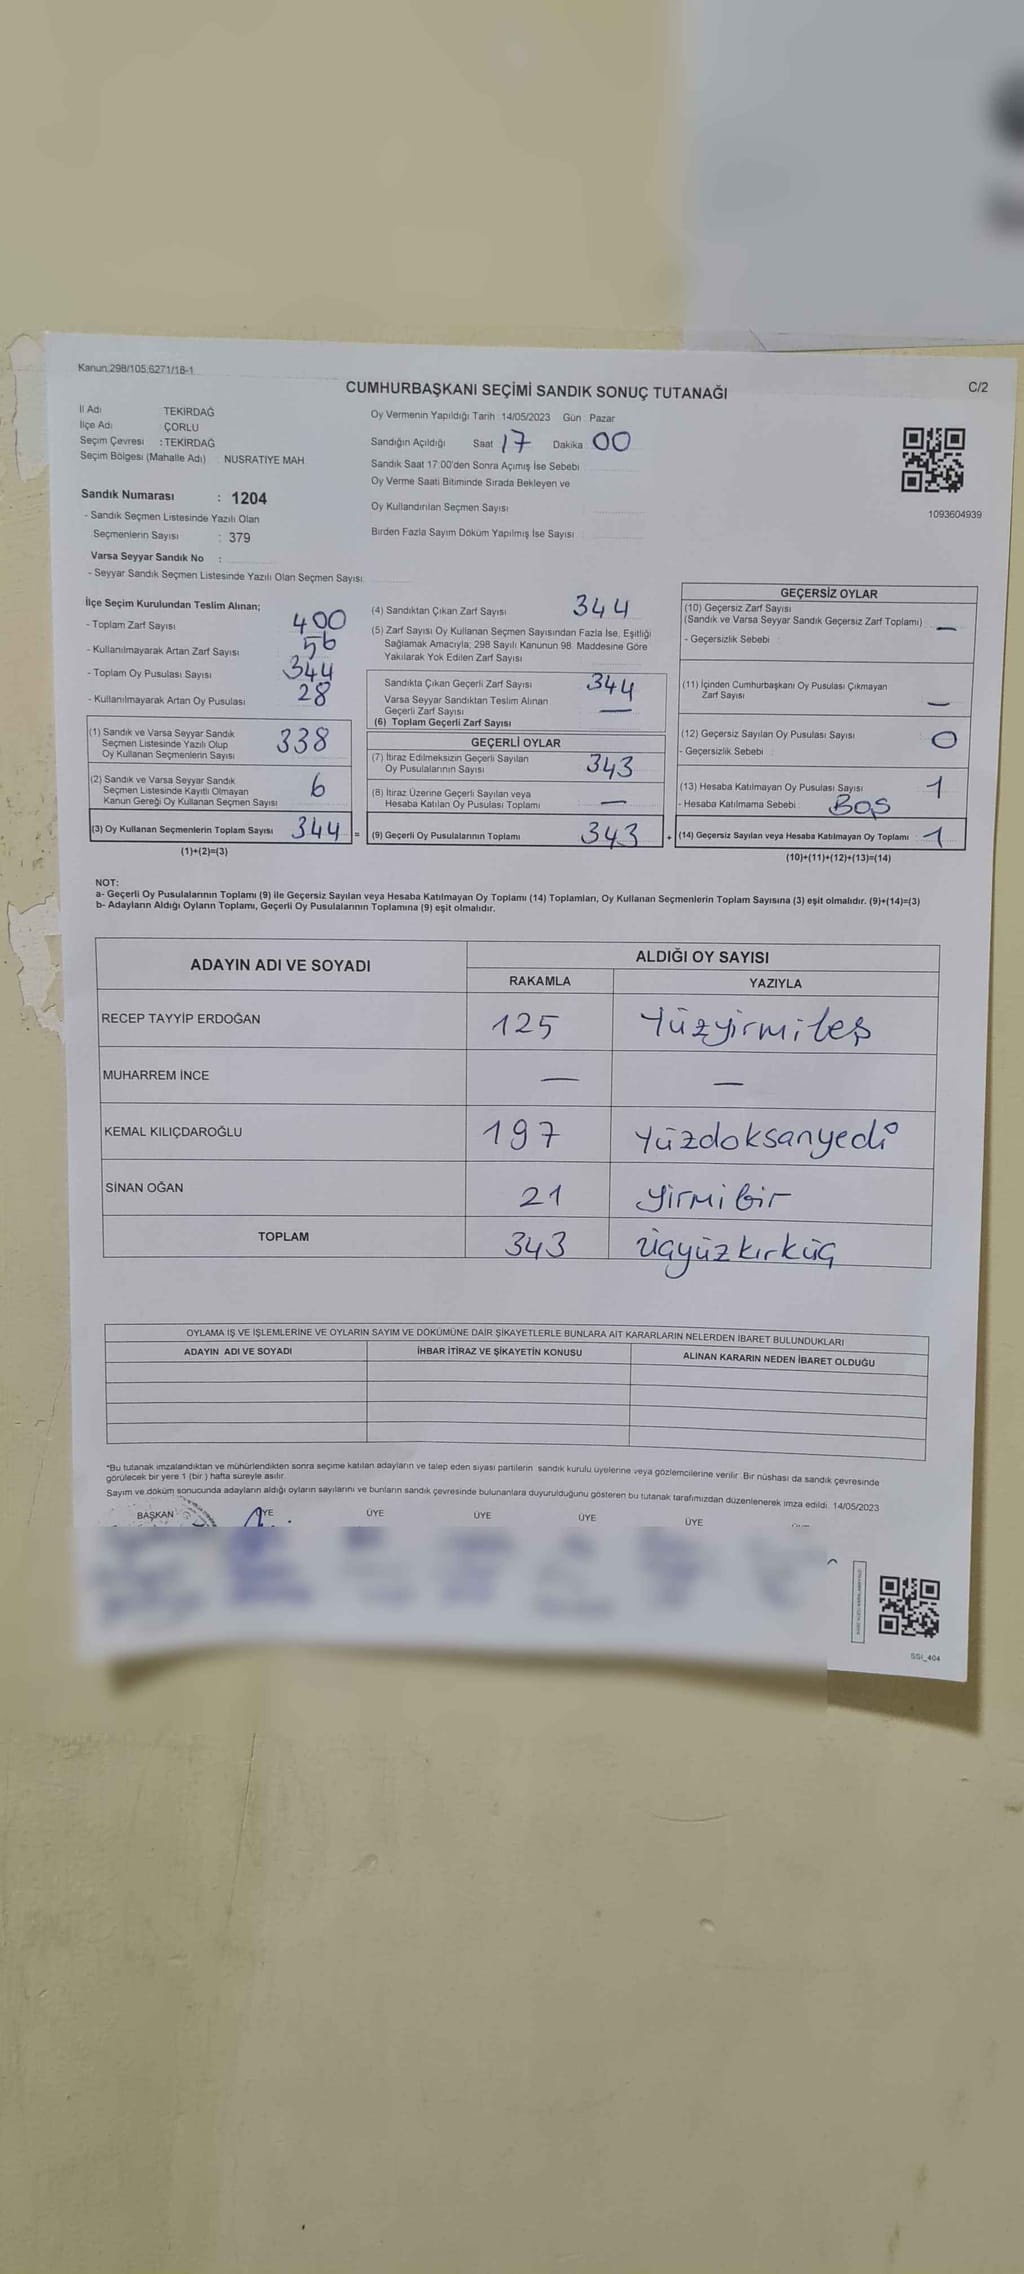 Kanun.298/105,6271/18-1
C/2
CUMHURBAŞKANI SEÇİMİ SANDIK SONUÇ TUTANAĞI
İl Adı TEKİRDAĞ
İlçe Adı : ÇORLU
Seçim Çevresi : TEKİRDAĞ
Seçim Bölgesi (Mahalle Adı) : NUSRATİYE MAH
Sandık Numarası : 1204
- Sandık Seçmen Listesinde Yazılı Olan
Seçmenlerin Sayısı : 379
Varsa Seyyar Sandık No :
- Seyyar Sandık Seçmen Listesinde Yazılı Olan Seçmen Sayısı
Oy Vermenin Yapıldığı Tarih : 14/05/2023 Gün : Pazar
Sandığın Açıldığı Saat 17 Dakika 00
Sandık Saat 17:00'den Sonra Açımış İse Sebebi
Oy Verme Saati Bitiminde Sırada Bekleyen ve
Oy Kullandırılan Seçmen Sayısı
Birden Fazla Sayım Döküm Yapılmış İse Sayısı
1093604939
İlçe Seçim Kurulundan Teslim Alınan;
- Toplam Zarf Sayısı 400
- Kullanılmayarak Artan Zarf Sayısı 56
- Toplam Oy Pusulası Sayısı 344
- Kullanılmayarak Artan Oy Pusulası 28
(1) Sandık ve Varsa Seyyar Sandık
Seçmen Listesinde Yazılı Olup
Oy Kullanan Seçmenlerin Sayısı 338
(2) Sandık ve Varsa Seyyar Sandık
Seçmen Listesinde Kayıtlı Olmayan
Kanun Gereği Oy Kullanan Seçmen Sayısı 6
(3) Oy Kullanan Seçmenlerin Toplam Sayısı 344 =
(1)+(2)=(3)
(4) Sandıktan Çıkan Zarf Sayısı 344
(5) Zarf Sayısı Oy Kullanan Seçmen Sayısından Fazla İse, Eşitliği
Sağlamak Amacıyla; 298 Sayılı Kanunun 98. Maddesine Göre
Yakılarak Yok Edilen Zarf Sayısı
Sandıkta Çıkan Geçerli Zarf Sayısı 344
Varsa Seyyar Sandıktan Teslim Alınan
Geçerli Zarf Sayısı —
(6) Toplam Geçerli Zarf Sayısı
GEÇERLİ OYLAR
(7) İtiraz Edilmeksizin Geçerli Sayılan
Oy Pusulalarının Sayısı 343
(8) İtiraz Üzerine Geçerli Sayılan veya
Hesaba Katılan Oy Pusulası Toplamı —
(9) Geçerli Oy Pusulalarının Toplamı 343 +
GEÇERSİZ OYLAR
(10) Geçersiz Zarf Sayısı
(Sandık ve Varsa Seyyar Sandık Geçersiz Zarf Toplamı) —
- Geçersizlik Sebebi :
(11) İçinden Cumhurbaşkanı Oy Pusulası Çıkmayan
Zarf Sayısı —
(12) Geçersiz Sayılan Oy Pusulası Sayısı 0
- Geçersizlik Sebebi :
(13) Hesaba Katılmayan Oy Pusulası Sayısı 1
- Hesaba Katılmama Sebebi : BOŞ
(14) Geçersiz Sayılan veya Hesaba Katılmayan Oy Toplamı 1
(10)+(11)+(12)+(13)=(14)
NOT:
a- Geçerli Oy Pusulalarının Toplamı (9) ile Geçersiz Sayılan veya Hesaba Katılmayan Oy Toplamı (14) Toplamları, Oy Kullanan Seçmenlerin Toplam Sayısına (3) eşit olmalıdır. (9)+(14)=(3)
b- Adayların Aldığı Oyların Toplamı, Geçerli Oy Pusulalarının Toplamına (9) eşit olmalıdır.
ADAYIN ADI VE SOYADI ALDIĞI OY SAYISI
RAKAMLA YAZIYLA
RECEP TAYYİP ERDOĞAN 125 Yüzyirmibeş
MUHARREM İNCE — —
KEMAL KILIÇDAROĞLU 197 Yüzdoksanyedi
SİNAN OĞAN 21 yirmibir
TOPLAM 343 üçyüzkırküç
OYLAMA İŞ VE İŞLEMLERİNE VE OYLARIN SAYIM VE DÖKÜMÜNE DAİR ŞİKAYETLERLE BUNLARA AİT KARARLARIN NELERDEN İBARET BULUNDUKLARI
ADAYIN ADI VE SOYADI İHBAR İTİRAZ VE ŞİKAYETİN KONUSU ALINAN KARARIN NEDEN İBARET OLDUĞU
*Bu tutanak imzalandıktan ve mühürlendikten sonra seçime katılan adayların ve talep eden siyası partilerin sandık kurulu üyelerine veya gözlemcilerine verilir. Bir nüshası da sandık çevresinde
görülecek bir yere 1 (bir ) hafta süreyle asılır.
Sayım ve döküm sonucunda adayların aldığı oyların sayılarını ve bunların sandık çevresinde bulunanlara duyurulduğunu gösteren bu tutanak tarafımızdan düzenlenerek imza edildi. 14/05/2023
BAŞKAN ÜYE ÜYE ÜYE ÜYE ÜYE
SSI_404